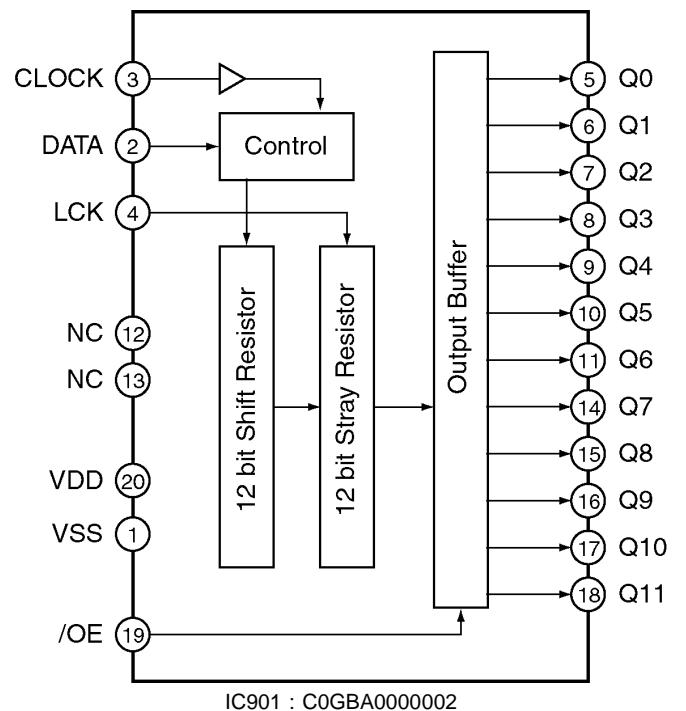 CLOCK 3
DATA 2
LCK 4
NC 12
NC 13
VDD 20
VSS 1
/OE 19
Control
12 bit Shift Resistor
12 bit Stray Resistor
Output Buffer
5 Q0
6 Q1
7 Q2
8 Q3
9 Q4
10 Q5
11 Q6
14 Q7
15 Q8
16 Q9
17 Q10
18 Q11
IC901 : C0GBA0000002